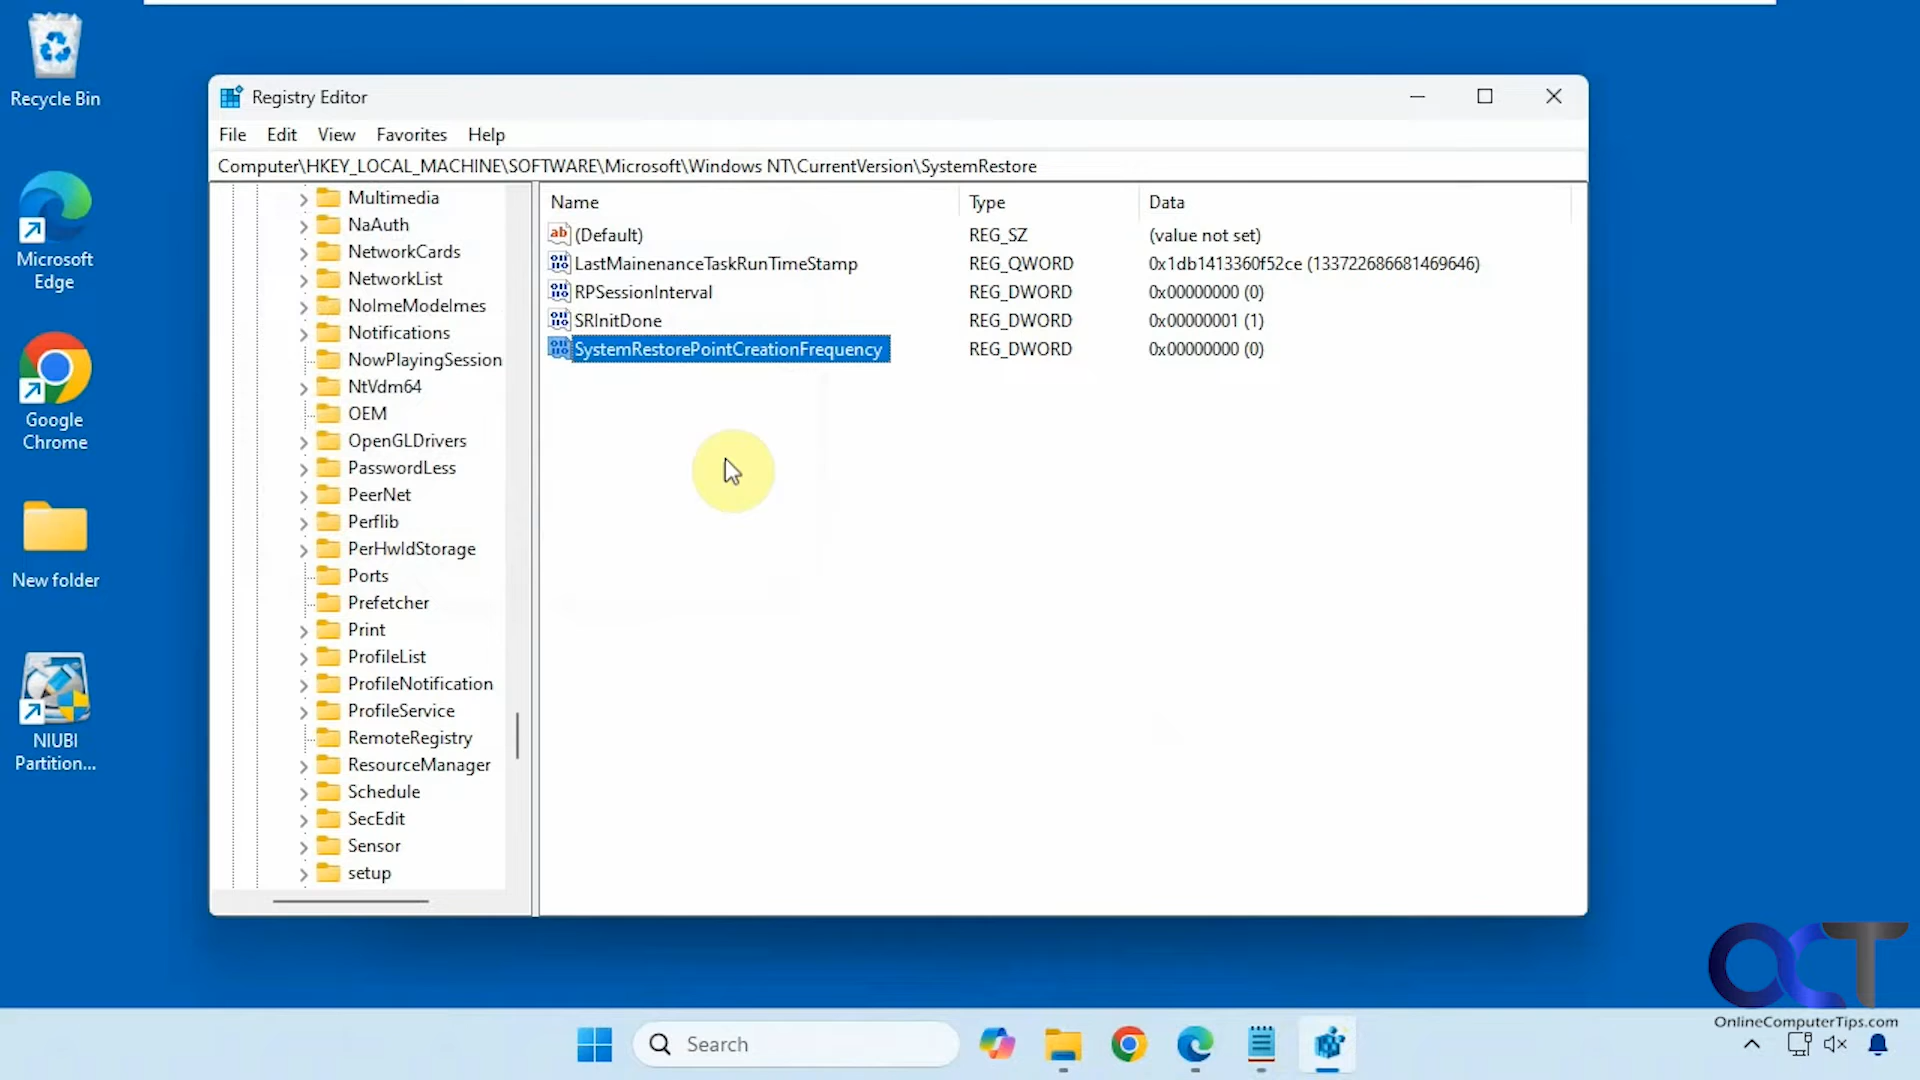 Recycle Bin
Microsoft
Edge
Google
Chrome
New folder
NIUBI
Partition...
Registry Editor
File Edit View Favorites Help
Computer\HKEY_LOCAL_MACHINE\SOFTWARE\Microsoft\Windows NT\CurrentVersion\SystemRestore
Multimedia
NaAuth
NetworkCards
NetworkList
NoImeModeImes
Notifications
NowPlayingSession
NtVdm64
OEM
OpenGLDrivers
PasswordLess
PeerNet
Perflib
PerHwIdStorage
Ports
Prefetcher
Print
ProfileList
ProfileNotification
ProfileService
RemoteRegistry
ResourceManager
Schedule
SecEdit
Sensor
setup
Name Type Data
ab (Default) REG_SZ (value not set)
LastMainenanceTaskRunTimeStamp REG_QWORD 0x1db1413360f52ce (133722686681469646)
RPSessionInterval REG_DWORD 0x00000000 (0)
SRInitDone REG_DWORD 0x00000001 (1)
SystemRestorePointCreationFrequency REG_DWORD 0x00000000 (0)
OCT
OnlineComputerTips.com
Search